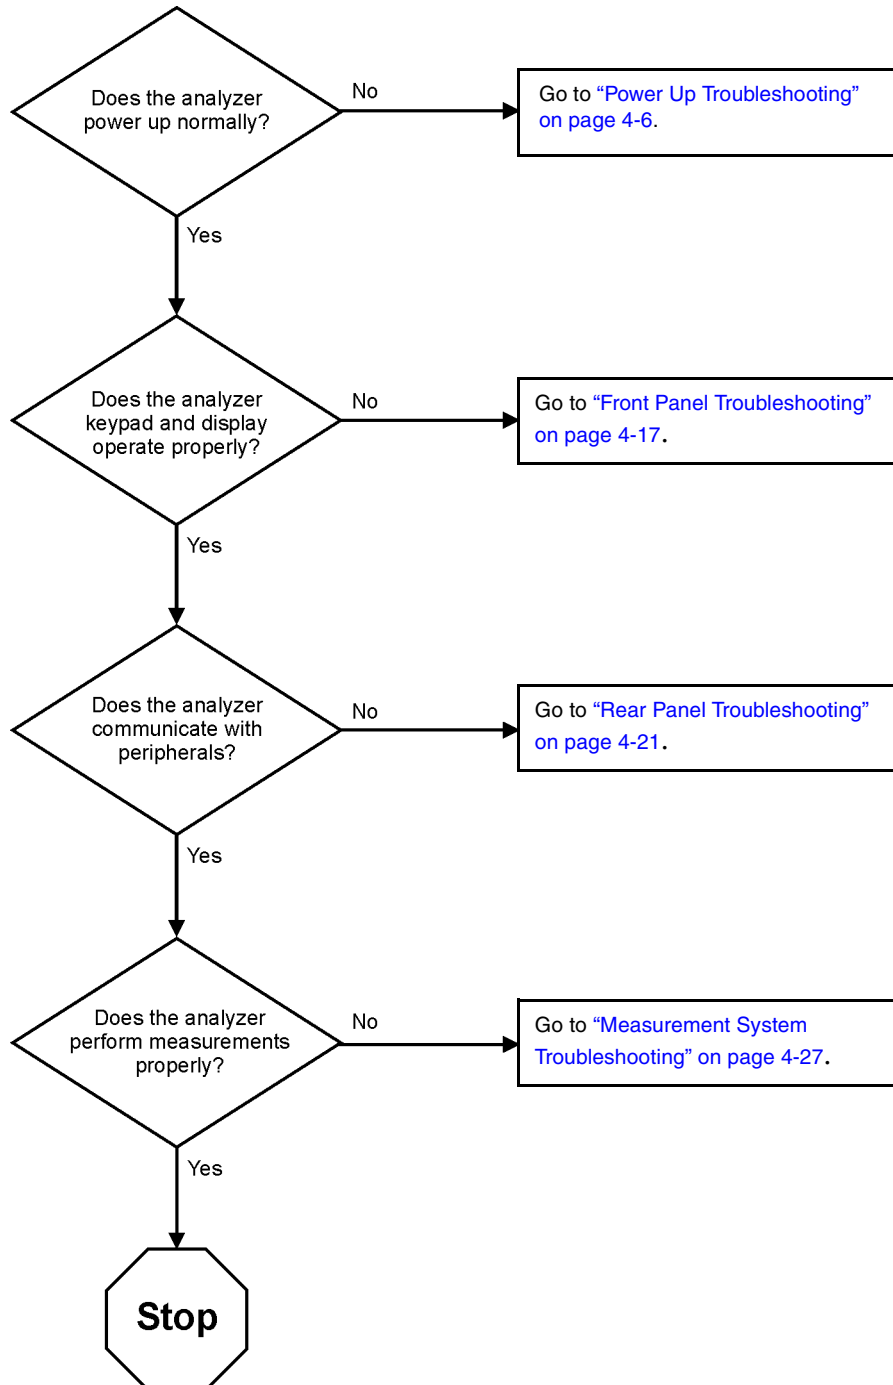 Does the analyzer
power up normally?
No
Go to “Power Up Troubleshooting”
on page 4-6.
Yes
Does the analyzer
keypad and display
operate properly?
No
Go to “Front Panel Troubleshooting”
on page 4-17.
Yes
Does the analyzer
communicate with
peripherals?
No
Go to “Rear Panel Troubleshooting”
on page 4-21.
Yes
Does the analyzer
perform measurements
properly?
No
Go to “Measurement System
Troubleshooting” on page 4-27.
Yes
Stop